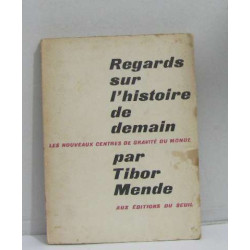 Regards
sur
l'histoire
de
demain
LES NOUVEAUX CENTRES DE GRAVITÉ DU MONDE
par
Tibor
Mende
AUX ÉDITIONS DU SEUIL